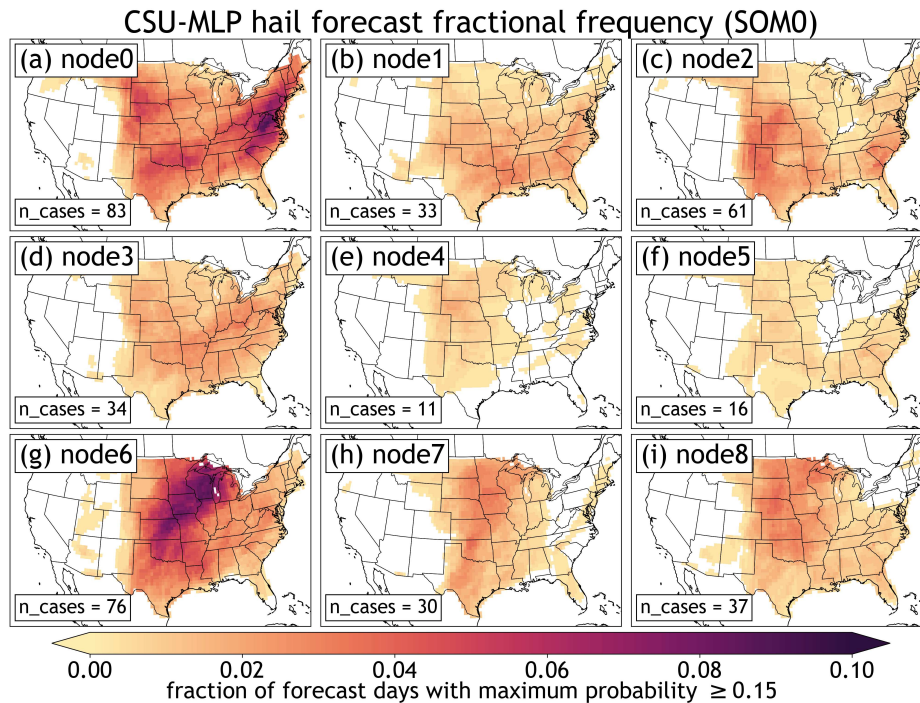 CSU-MLP hail forecast fractional frequency (SOM0)
(a) node0
n_cases = 83
(b) node1
n_cases = 33
(c) node2
n_cases = 61
(d) node3
n_cases = 34
(e) node4
n_cases = 11
(f) node5
n_cases = 16
(g) node6
n_cases = 76
(h) node7
n_cases = 30
(i) node8
n_cases = 37
0.00 0.02 0.04 0.06 0.08 0.10
fraction of forecast days with maximum probability ≥ 0.15